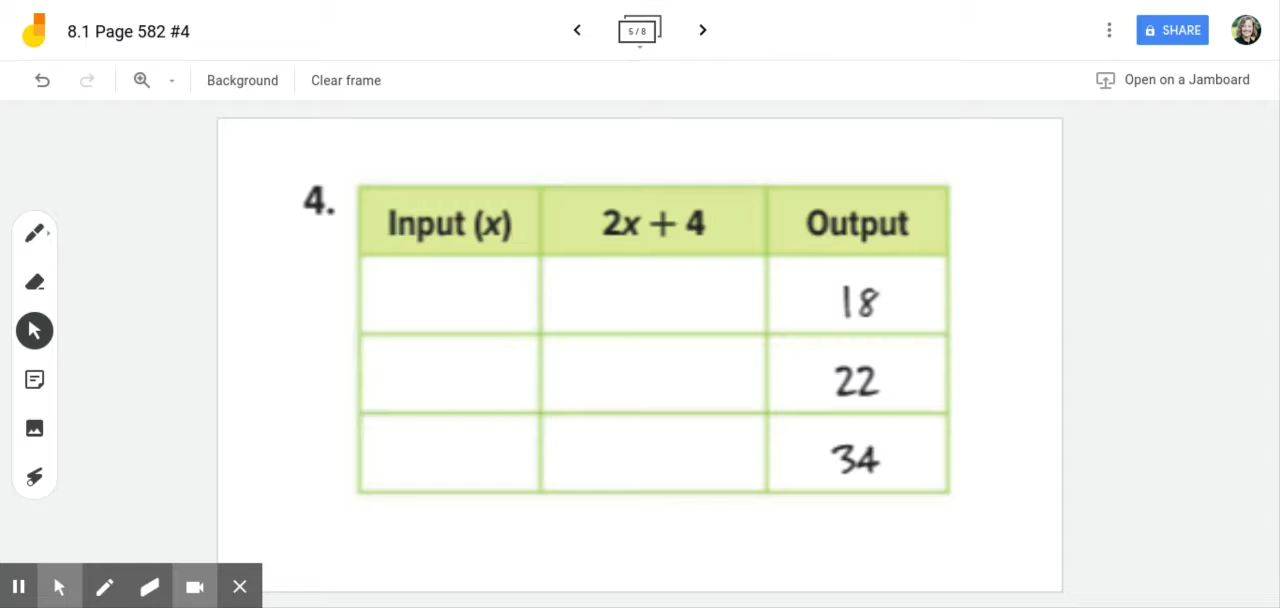 8.1 Page 582 #4
5 / 8
SHARE
Background
Clear frame
Open on a Jamboard
4.
Input (x) 2x + 4 Output
18
22
34